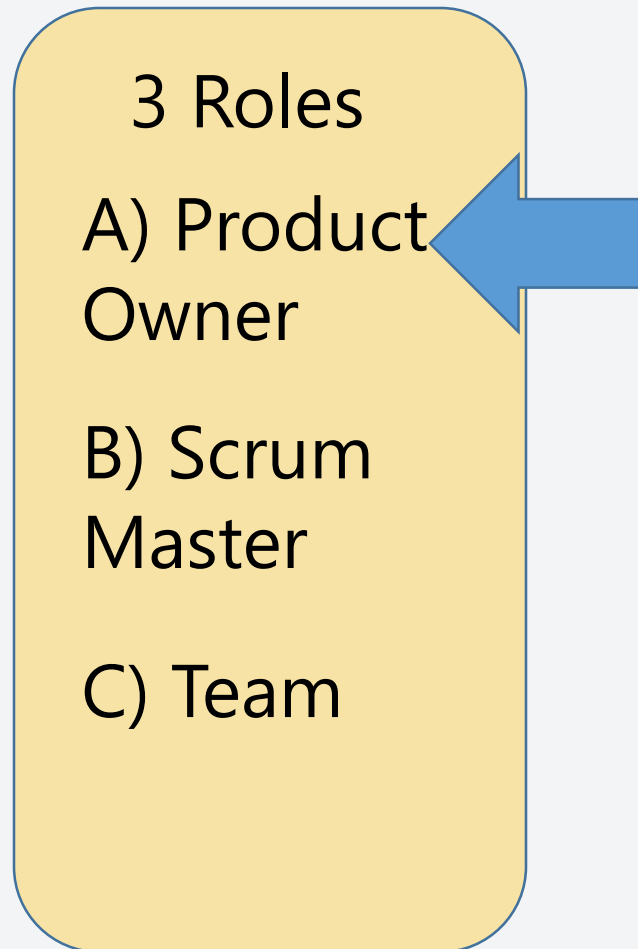 3 Roles
A) Product
Owner
B) Scrum
Master
C) Team